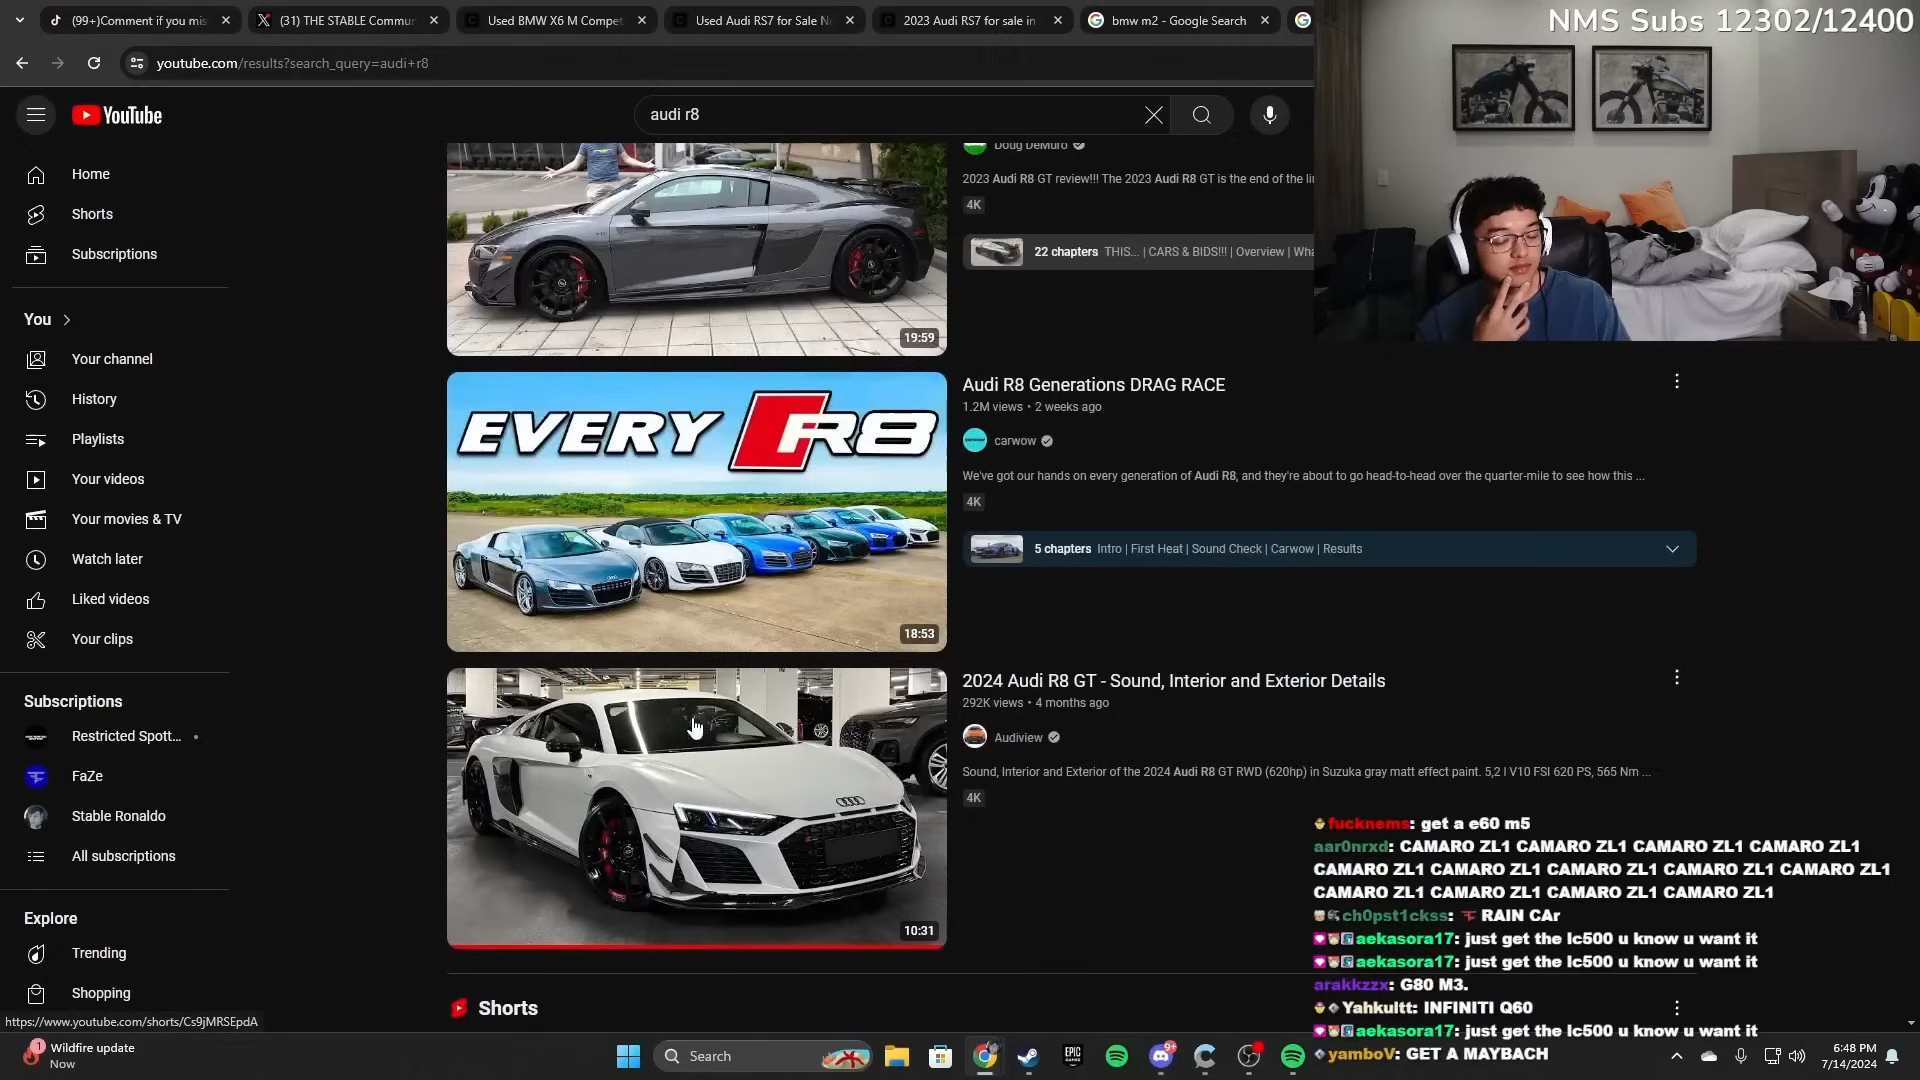 (99+)Comment if you mis
(31) THE STABLE Commun
Used BMW X6 M Compet
Used Audi RS7 for Sale N
2023 Audi RS7 for sale in
bmw m2 - Google Search
NMS Subs 12302/12400
youtube.com/results?search_query=audi+r8
YouTube
audi r8
Home
Shorts
Subscriptions
You
Your channel
History
Playlists
Your videos
Your movies & TV
Watch later
Liked videos
Your clips
Subscriptions
Restricted Spott...
FaZe
Stable Ronaldo
All subscriptions
Explore
Trending
Shopping
https://www.youtube.com/shorts/Cs9jMRSEpdA
19:59
Doug DeMuro
2023 Audi R8 GT review!!! The 2023 Audi R8 GT is the end of the li
4K
22 chapters THIS... | CARS & BIDS!!! | Overview | Wha
EVERY R8
18:53
Audi R8 Generations DRAG RACE
1.2M views • 2 weeks ago
carwow
We've got our hands on every generation of Audi R8, and they're about to go head-to-head over the quarter-mile to see how this ...
4K
5 chapters Intro | First Heat | Sound Check | Carwow | Results
10:31
2024 Audi R8 GT - Sound, Interior and Exterior Details
292K views • 4 months ago
Audiview
Sound, Interior and Exterior of the 2024 Audi R8 GT RWD (620hp) in Suzuka gray matt effect paint. 5,2 l V10 FSI 620 PS, 565 Nm ...
4K
Shorts
fucknems: get a e60 m5
aar0nrxd: CAMARO ZL1 CAMARO ZL1 CAMARO ZL1 CAMARO ZL1
CAMARO ZL1 CAMARO ZL1 CAMARO ZL1 CAMARO ZL1 CAMARO ZL1
CAMARO ZL1 CAMARO ZL1 CAMARO ZL1 CAMARO ZL1
ch0pst1ckss: RAIN CAr
aekasora17: just get the lc500 u know u want it
aekasora17: just get the lc500 u know u want it
arakkzzx: G80 M3.
Yahkultt: INFINITI Q60
aekasora17: just get the lc500 u know u want it
yamboV: GET A MAYBACH
1
Wildfire update
Now
Search
EPIC GAMES
9+
6:48 PM
7/14/2024